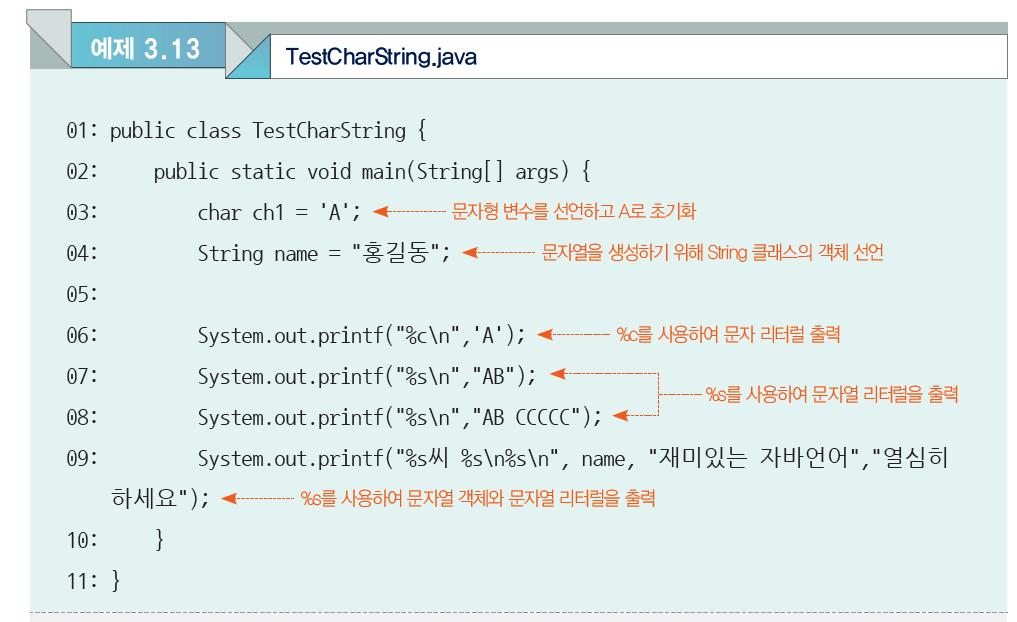 예제 3.13
TestCharString.java
01: public class TestCharString {
02: public static void main(String[] args) {
03: char ch1 = 'A'; 문자형 변수를 선언하고 A로 초기화
04: String name = "홍길동"; 문자열을 생성하기 위해 String 클래스의 객체 선언
05:
06: System.out.printf("%c\n",'A'); %c를 사용하여 문자 리터럴 출력
07: System.out.printf("%s\n","AB");
%s를 사용하여 문자열 리터럴을 출력
08: System.out.printf("%s\n","AB CCCCC");
09: System.out.printf("%s씨 %s\n%s\n", name, "재미있는 자바언어","열심히
하세요"); %s를 사용하여 문자열 객체와 문자열 리터럴을 출력
10: }
11: }